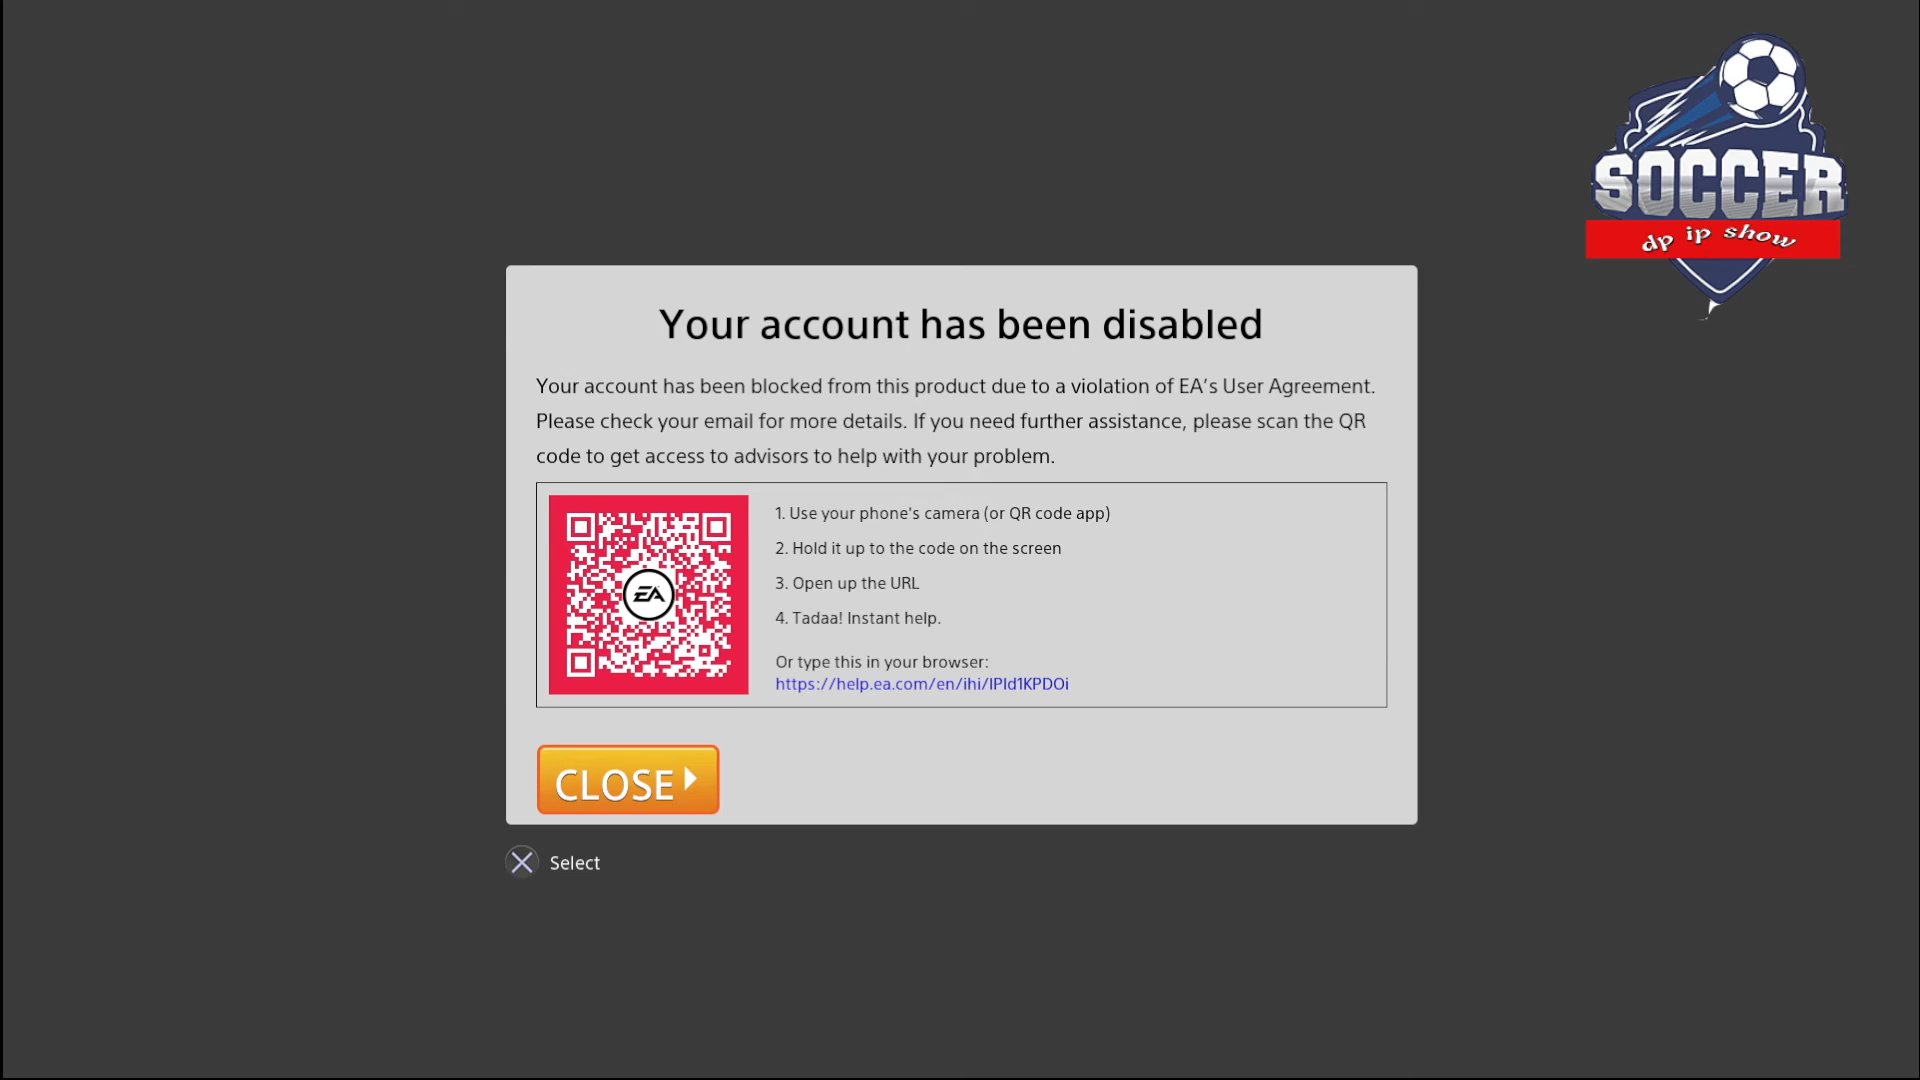 SOCCER
dp ip show
Your account has been disabled
Your account has been blocked from this product due to a violation of EA's User Agreement.
Please check your email for more details. If you need further assistance, please scan the QR
code to get access to advisors to help with your problem.
EA
1. Use your phone's camera (or QR code app)
2. Hold it up to the code on the screen
3. Open up the URL
4. Tadaa! Instant help.
Or type this in your browser:
https://help.ea.com/en/ihi/IPId1KPDOi
CLOSE
Select